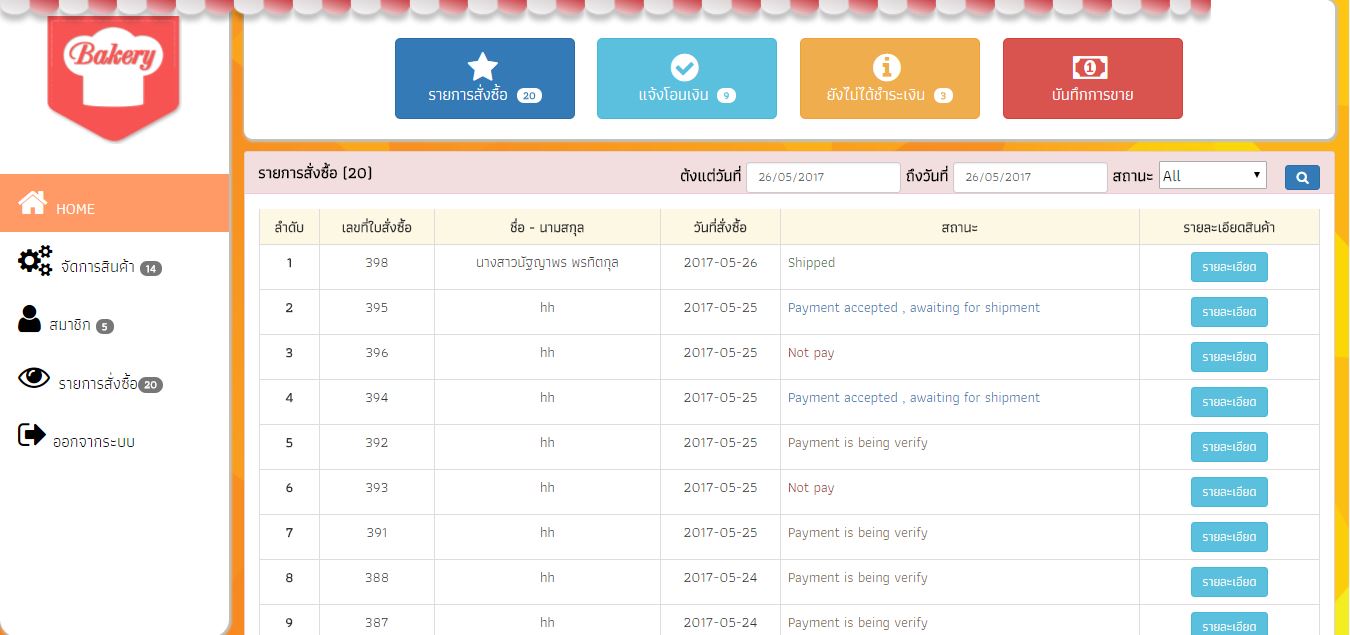 Bakery
รายการสั่งซื้อ 20
แจ้งโอนเงิน 9
ยังไม่ได้ชำระเงิน 3
บันทึกการขาย
HOME
จัดการสินค้า 14
สมาชิก 5
รายการสั่งซื้อ 20
ออกจากระบบ
รายการสั่งซื้อ (20) ตั้งแต่วันที่ 26/05/2017 ถึงวันที่ 26/05/2017 สถานะ All
ลำดับ เลขที่ใบสั่งซื้อ ชื่อ - นามสกุล วันที่สั่งซื้อ สถานะ รายละเอียดสินค้า
1 398 นางสาวนัฐญาพร พรทิตกุล 2017-05-26 Shipped รายละเอียด
2 395 hh 2017-05-25 Payment accepted , awaiting for shipment รายละเอียด
3 396 hh 2017-05-25 Not pay รายละเอียด
4 394 hh 2017-05-25 Payment accepted , awaiting for shipment รายละเอียด
5 392 hh 2017-05-25 Payment is being verify รายละเอียด
6 393 hh 2017-05-25 Not pay รายละเอียด
7 391 hh 2017-05-25 Payment is being verify รายละเอียด
8 388 hh 2017-05-24 Payment is being verify รายละเอียด
9 387 hh 2017-05-24 Payment is being verify รายละเอียด